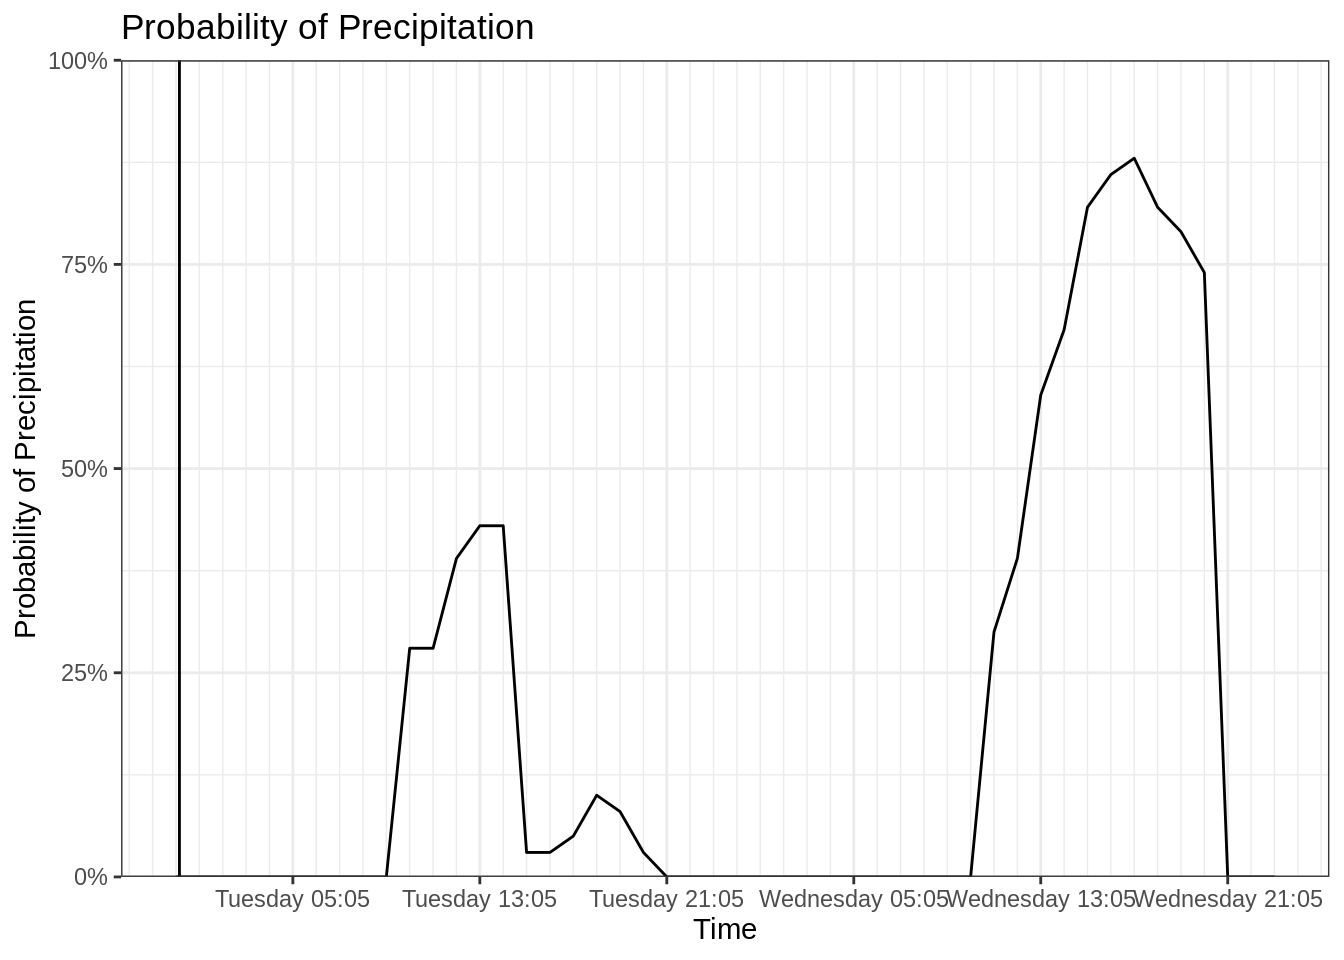 Probability of Precipitation
Probability of Precipitation
100%
75%
50%
25%
0%
Tuesday 05:05 Tuesday 13:05 Tuesday 21:05 Wednesday 05:05 Wednesday 13:05 Wednesday 21:05
Time